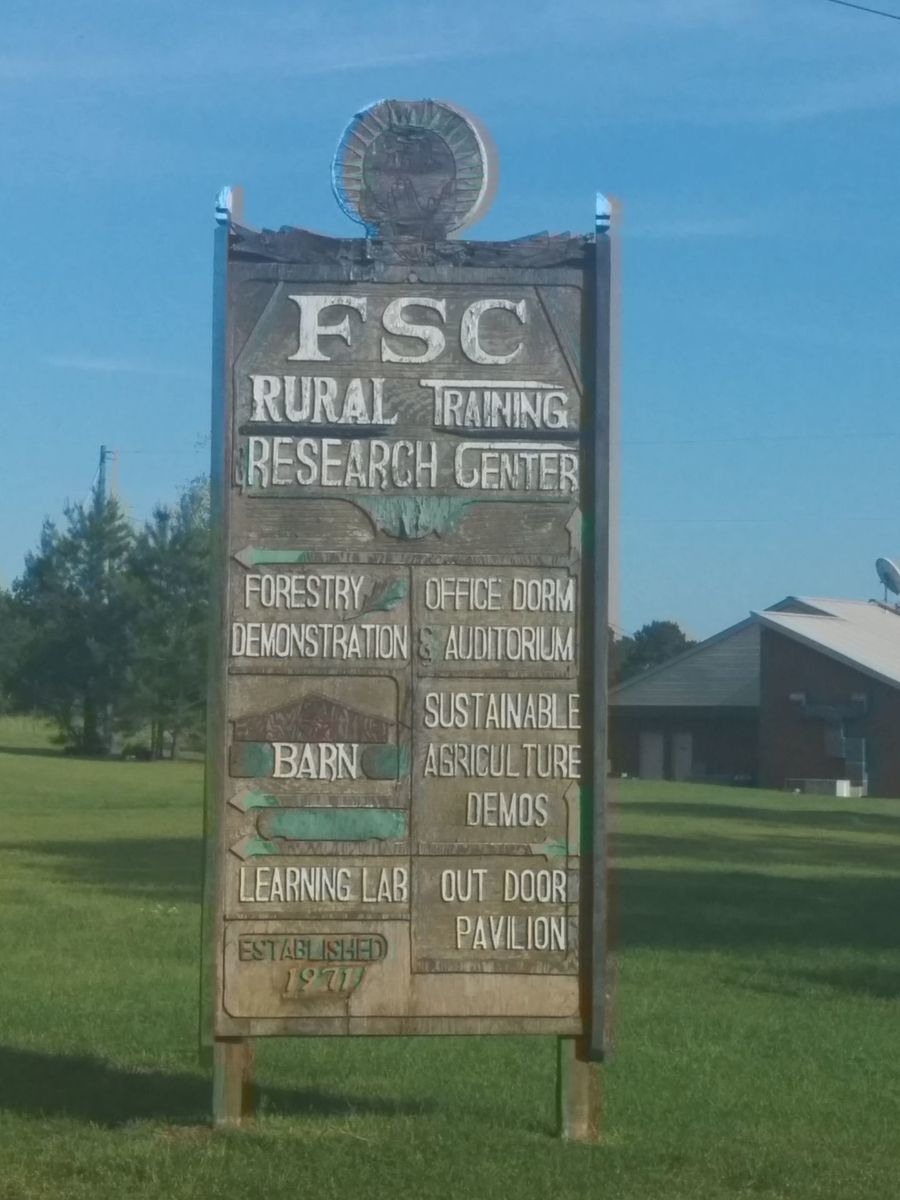 FSC
RURAL TRAINING
RESEARCH CENTER
FORESTRY
DEMONSTRATION
OFFICE DORM
& AUDITORIUM
BARN
SUSTAINABLE
AGRICULTURE
DEMOS
LEARNING LAB
OUT DOOR
PAVILION
ESTABLISHED
1971